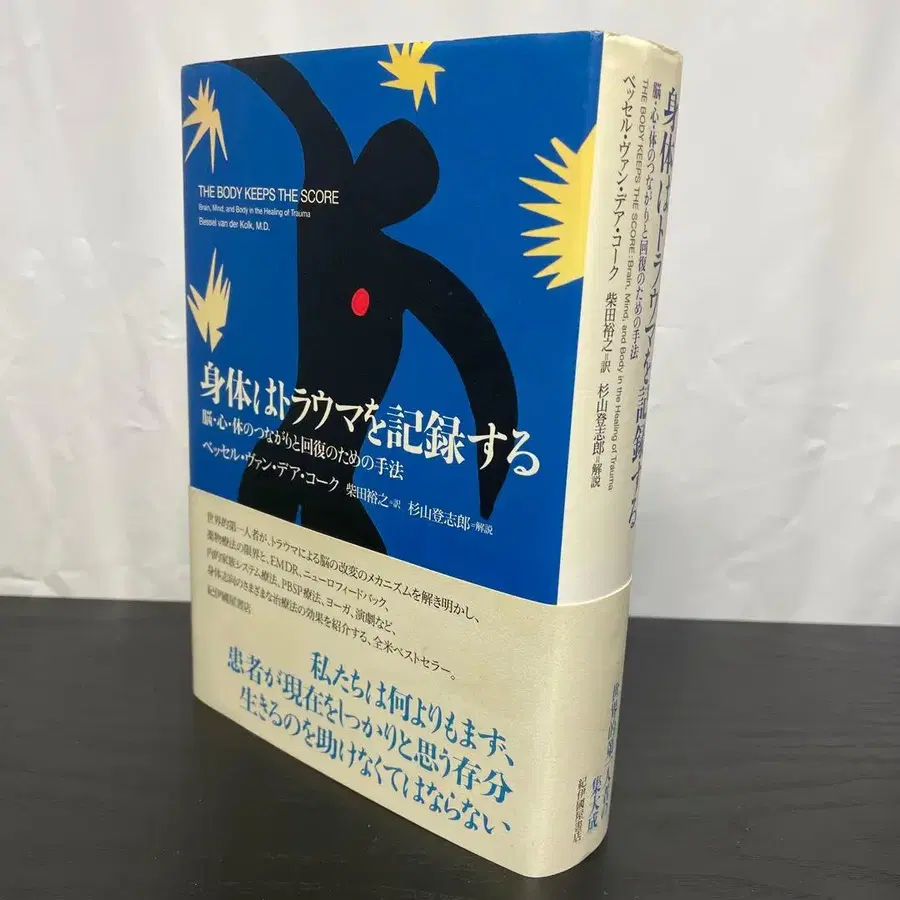 THE BODY KEEPS THE SCORE
Brain, Mind, and Body in the Healing of Trauma
Bessel van der Kolk, M.D.
身体はトラウマを記録する
脳・心・体のつながりと回復のための手法
ベッセル・ヴァン・デア・コーク 柴田裕之=訳 杉山登志郎=解説
世界的第一人者が、トラウマによる脳の改変のメカニズムを解き明かし、
薬物療法の限界と、EMDR、ニューロフィードバック、
内的家族システム療法、PBSP療法、ヨーガ、演劇など、
身体志向のさまざまな治療法の効果を紹介する、全米ベストセラー。
紀伊國屋書店
私たちは何よりもまず、
患者が現在をしっかりと思う存分
生きるのを助けなくてはならない
身体はトラウマを記録する
脳・心・体のつながりと回復のための手法
THE BODY KEEPS THE SCORE: Brain, Mind, and Body in the Healing of Trauma
ベッセル・ヴァン・デア・コーク 柴田裕之=訳 杉山登志郎=解説
世界的第一人者の
集大成
紀伊國屋書店